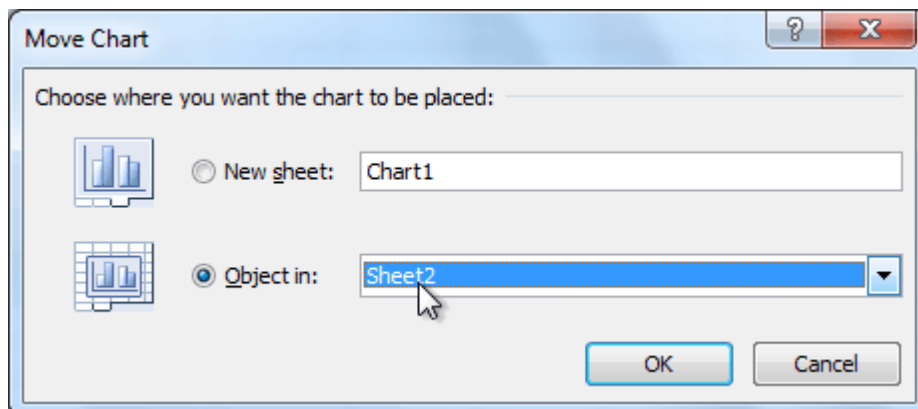 Move Chart
?
Choose where you want the chart to be placed:
New sheet: Chart1
Object in: Sheet2
OK Cancel